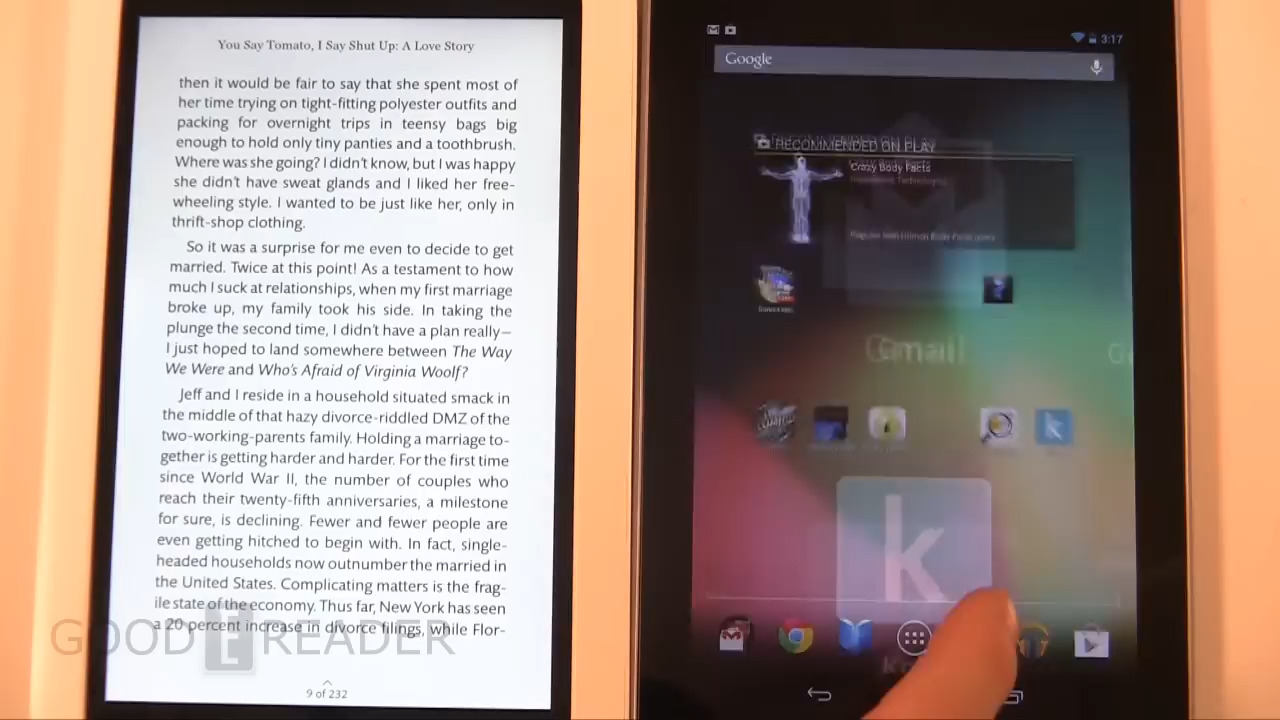 You Say Tomato, I Say Shut Up: A Love Story
then it would be fair to say that she spent most of
her time trying on tight-fitting polyester outfits and
packing for overnight trips in teensy bags big
enough to hold only tiny panties and a toothbrush.
Where was she going? I didn't know, but I was happy
she didn't have sweat glands and I liked her free-
wheeling style. I wanted to be just like her, only in
thrift-shop clothing.
So it was a surprise for me even to decide to get
married. Twice at this point! As a testament to how
much I suck at relationships, when my first marriage
broke up, my family took his side. In taking the
plunge the second time, I didn't have a plan really—
I just hoped to land somewhere between The Way
We Were and Who's Afraid of Virginia Woolf?
Jeff and I reside in a household situated smack in
the middle of that hazy divorce-riddled DMZ of the
two-working-parents family. Holding a marriage to-
gether is getting harder and harder. For the first time
since World War II, the number of couples who
reach their twenty-fifth anniversaries, a milestone
for sure, is declining. Fewer and fewer people are
even getting hitched to begin with. In fact, single-
headed households now outnumber the married in
the United States. Complicating matters is the frag-
ile state of the economy. Thus far, New York has seen
a 20 percent increase in divorce filings, while Flor-
9 of 232
GOOD E READER
3:17
Google
RECOMMENDED ON PLAY
Crazy Body Facts
Gmail
k